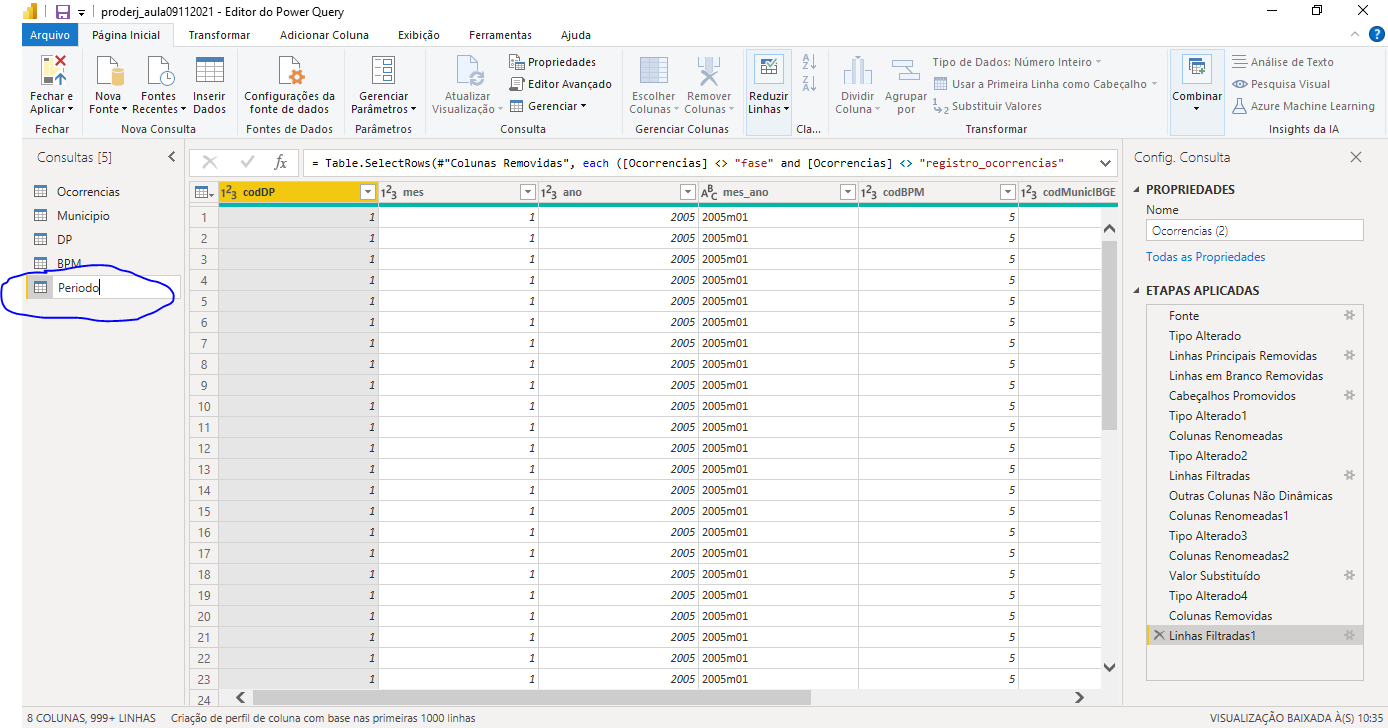 proderj_aula09112021 - Editor do Power Query
Arquivo Página Inicial Transformar Adicionar Coluna Exibição Ferramentas Ajuda
Fechar e Aplicar
Fechar
Nova Fonte
Fontes Recentes
Inserir Dados
Nova Consulta
Configurações da fonte de dados
Fontes de Dados
Gerenciar Parâmetros
Parâmetros
Atualizar Visualização
Propriedades
Editor Avançado
Gerenciar
Consulta
Escolher Colunas
Remover Colunas
Gerenciar Colunas
Reduzir Linhas
Cla...
Dividir Coluna
Agrupar por
Tipo de Dados: Número Inteiro
Usar a Primeira Linha como Cabeçalho
Substituir Valores
Transformar
Combinar
Análise de Texto
Pesquisa Visual
Azure Machine Learning
Insights da IA
Consultas [5]
Ocorrencias
Municipio
DP
BPM
Periodo
= Table.SelectRows(#"Colunas Removidas", each ([Ocorrencias] <> "fase" and [Ocorrencias] <> "registro_ocorrencias"
codDP mes ano mes_ano codBPM codMunicIBGE
1 1 1 2005 2005m01 5
2 1 1 2005 2005m01 5
3 1 1 2005 2005m01 5
4 1 1 2005 2005m01 5
5 1 1 2005 2005m01 5
6 1 1 2005 2005m01 5
7 1 1 2005 2005m01 5
8 1 1 2005 2005m01 5
9 1 1 2005 2005m01 5
10 1 1 2005 2005m01 5
11 1 1 2005 2005m01 5
12 1 1 2005 2005m01 5
13 1 1 2005 2005m01 5
14 1 1 2005 2005m01 5
15 1 1 2005 2005m01 5
16 1 1 2005 2005m01 5
17 1 1 2005 2005m01 5
18 1 1 2005 2005m01 5
19 1 1 2005 2005m01 5
20 1 1 2005 2005m01 5
21 1 1 2005 2005m01 5
22 1 1 2005 2005m01 5
23 1 1 2005 2005m01 5
24
Config. Consulta
PROPRIEDADES
Nome
Ocorrencias (2)
Todas as Propriedades
ETAPAS APLICADAS
Fonte
Tipo Alterado
Linhas Principais Removidas
Linhas em Branco Removidas
Cabeçalhos Promovidos
Tipo Alterado1
Colunas Renomeadas
Tipo Alterado2
Linhas Filtradas
Outras Colunas Não Dinâmicas
Colunas Renomeadas1
Tipo Alterado3
Colunas Renomeadas2
Valor Substituído
Tipo Alterado4
Colunas Removidas
Linhas Filtradas1
8 COLUNAS, 999+ LINHAS Criação de perfil de coluna com base nas primeiras 1000 linhas
VISUALIZAÇÃO BAIXADA À(S) 10:35